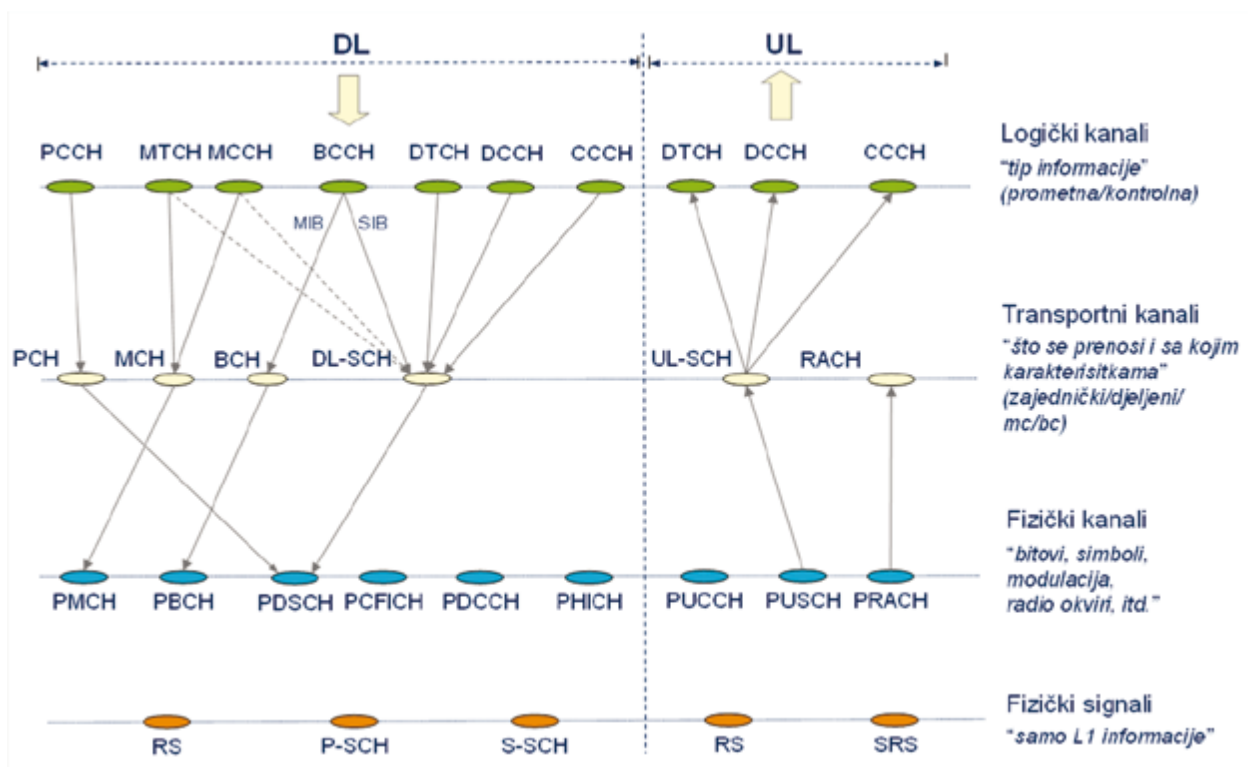 DL
UL
PCCH MTCH MCCH BCCH DTCH DCCH CCCH DTCH DCCH CCCH
Logički kanali
"tip informacije"
(prometna/kontrolna)
MIB SIB
PCH MCH BCH DL-SCH UL-SCH RACH
Transportni kanali
"što se prenosi i sa kojim
karakterisitkama"
(zajednički/djeljeni/
mc/bc)
Fizički kanali
"bitovi, simboli,
modulacija,
radio okviri, itd."
PMCH PBCH PDSCH PCFICH PDCCH PHICH PUCCH PUSCH PRACH
Fizički signali
"samo L1 informacije"
RS P-SCH S-SCH RS SRS